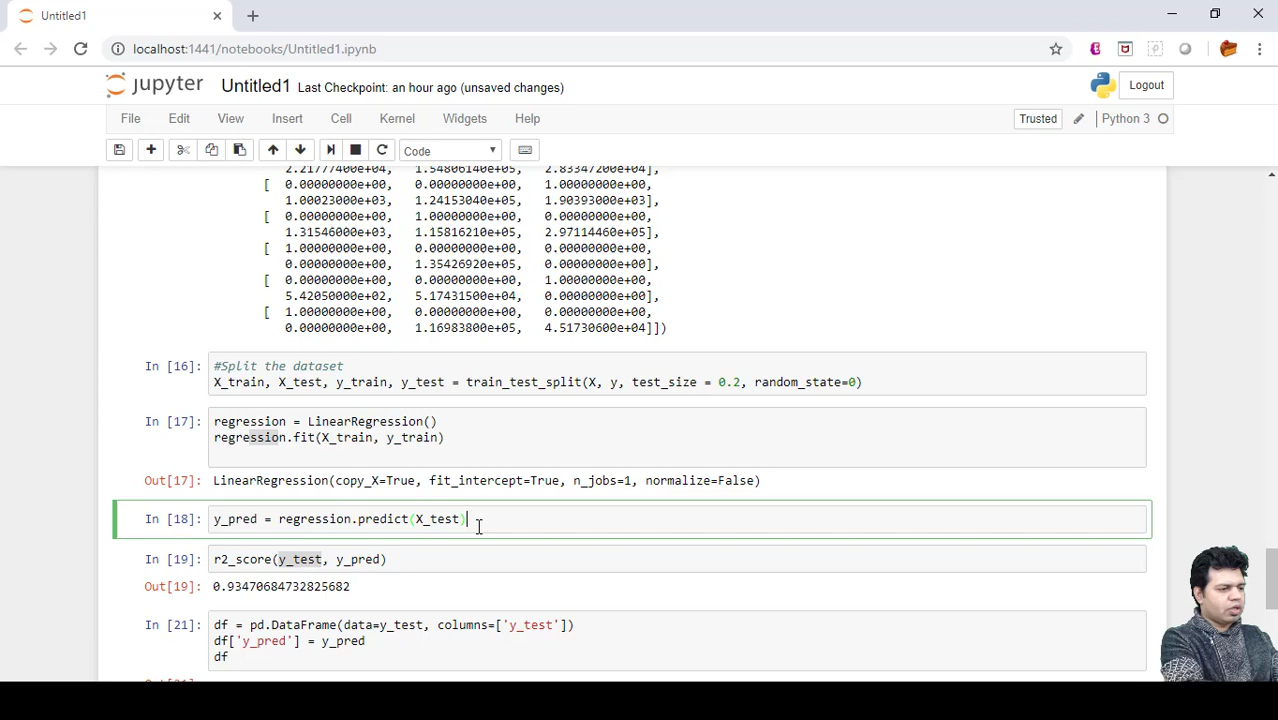 Untitled1
localhost:1441/notebooks/Untitled1.ipynb
jupyter Untitled1 Last Checkpoint: an hour ago (unsaved changes) Logout
File Edit View Insert Cell Kernel Widgets Help Trusted Python 3
Code
2.21777400e+04, 1.54806140e+05, 2.83347200e+04],
[ 0.00000000e+00, 0.00000000e+00, 1.00000000e+00,
1.00023000e+03, 1.24153040e+05, 1.90393000e+03],
[ 0.00000000e+00, 1.00000000e+00, 0.00000000e+00,
1.31546000e+03, 1.15816210e+05, 2.97114460e+05],
[ 1.00000000e+00, 0.00000000e+00, 0.00000000e+00,
0.00000000e+00, 1.35426920e+05, 0.00000000e+00],
[ 0.00000000e+00, 0.00000000e+00, 1.00000000e+00,
5.42050000e+02, 5.17431500e+04, 0.00000000e+00],
[ 1.00000000e+00, 0.00000000e+00, 0.00000000e+00,
0.00000000e+00, 1.16983800e+05, 4.51730600e+04]])
In [16]: #Split the dataset
X_train, X_test, y_train, y_test = train_test_split(X, y, test_size = 0.2, random_state=0)
In [17]: regression = LinearRegression()
regression.fit(X_train, y_train)
Out[17]: LinearRegression(copy_X=True, fit_intercept=True, n_jobs=1, normalize=False)
In [18]: y_pred = regression.predict(X_test)
In [19]: r2_score(y_test, y_pred)
Out[19]: 0.93470684732825682
In [21]: df = pd.DataFrame(data=y_test, columns=['y_test'])
df['y_pred'] = y_pred
df